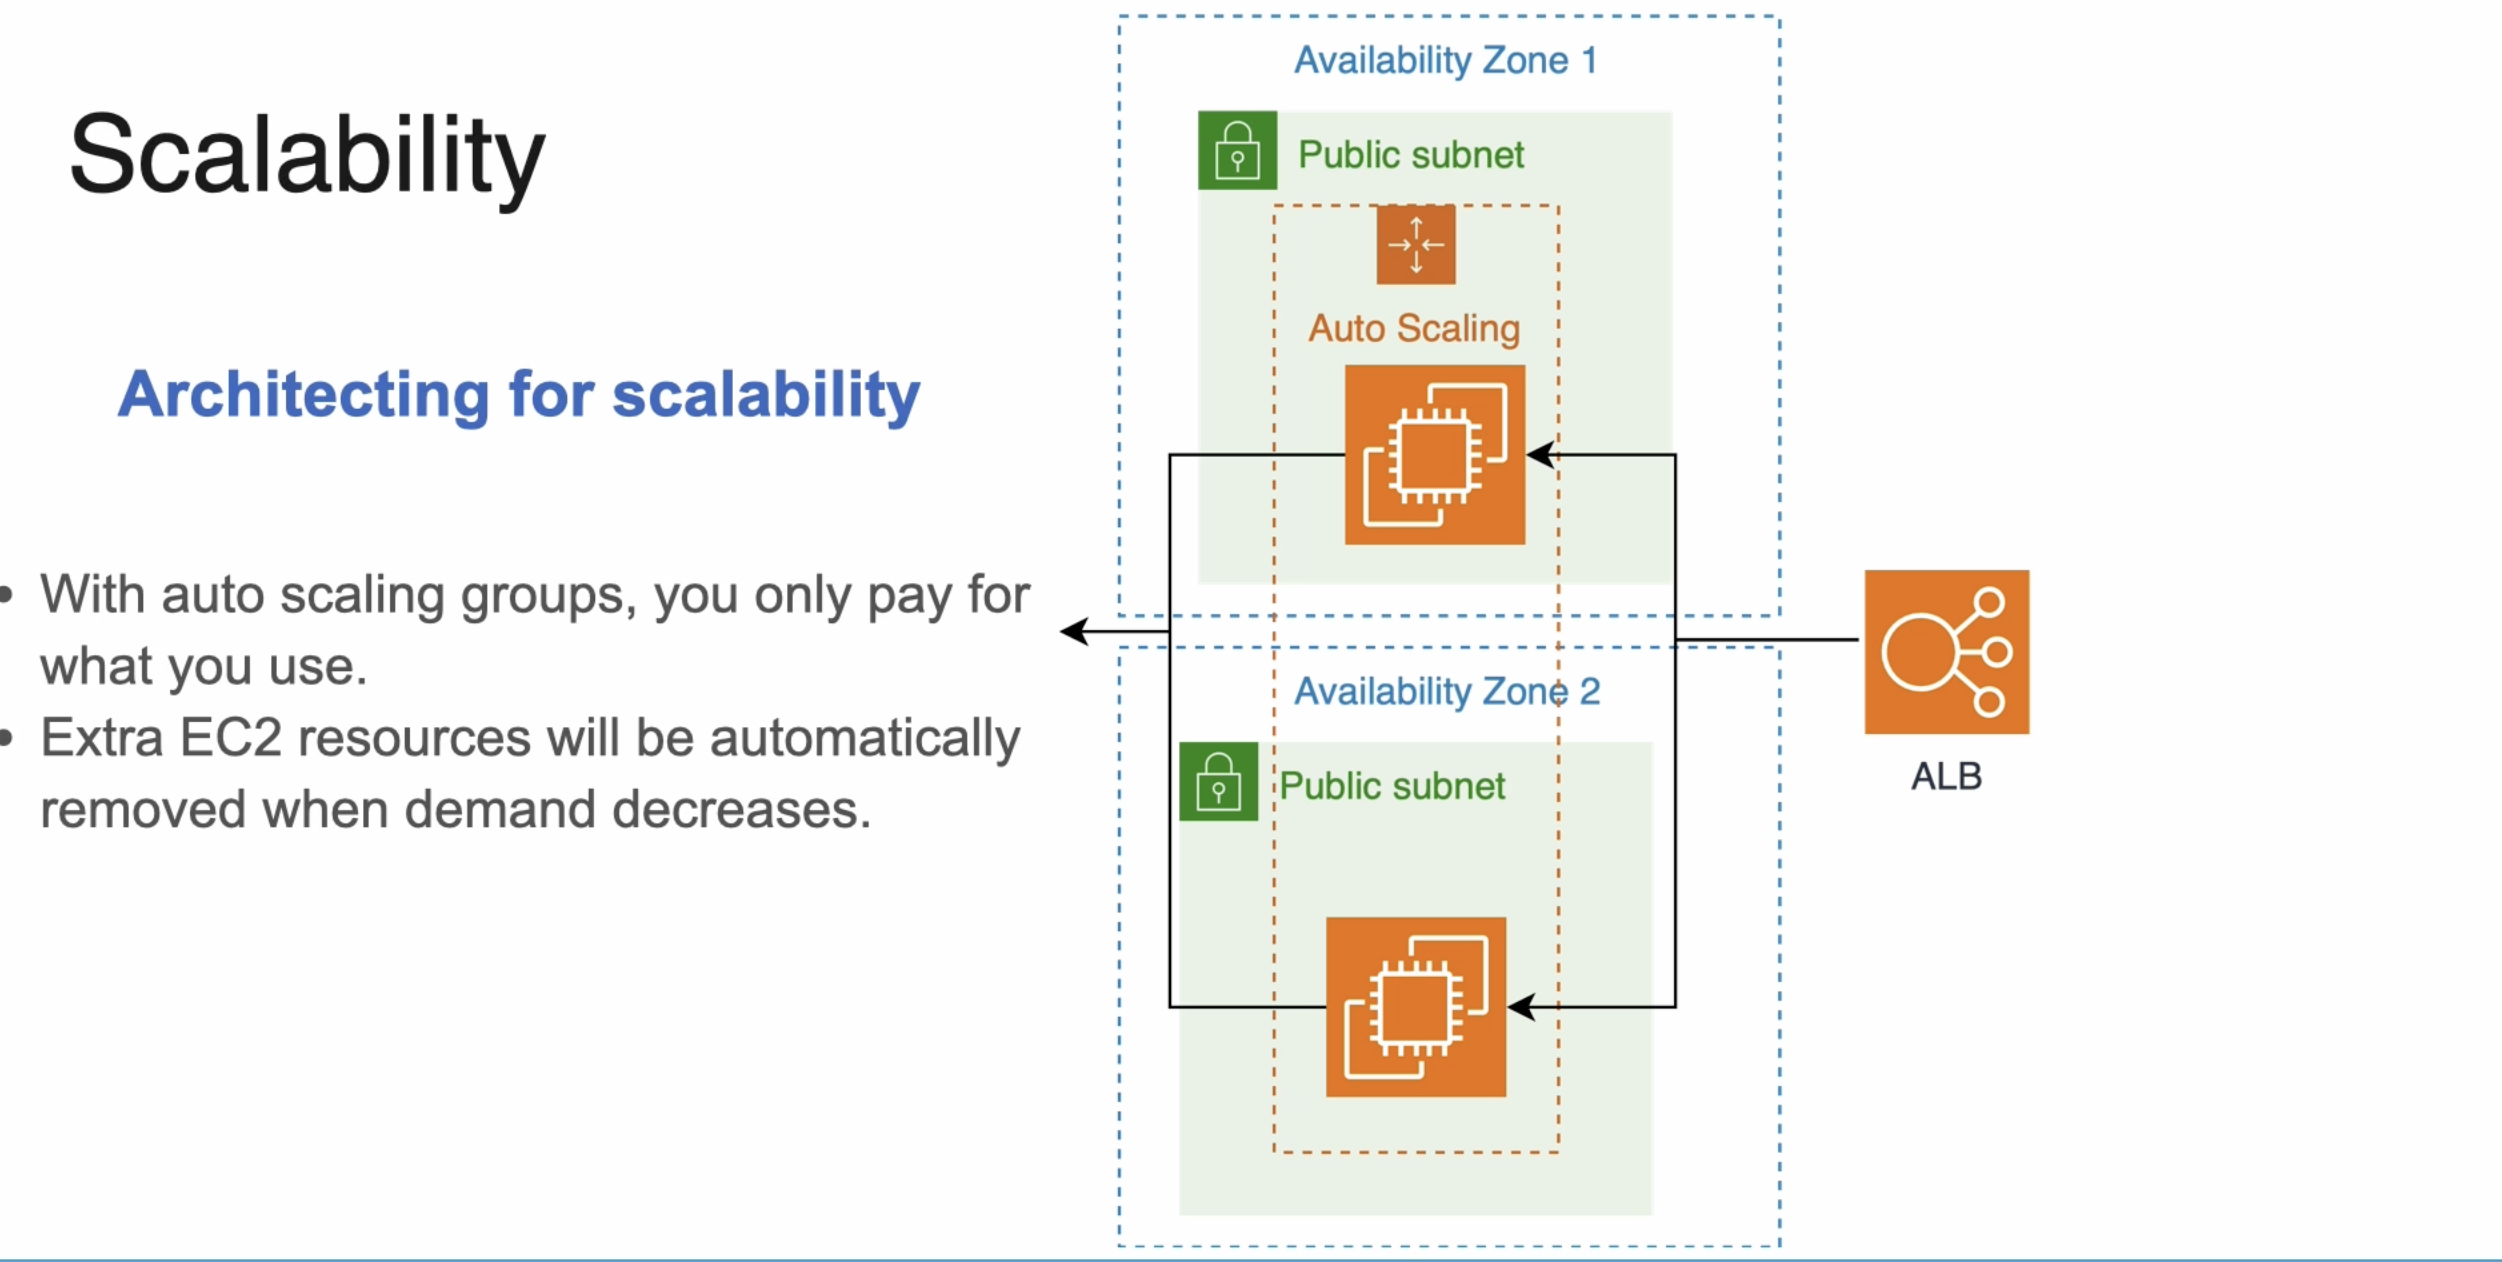 Scalability
Architecting for scalability
• With auto scaling groups, you only pay for
what you use.
• Extra EC2 resources will be automatically
removed when demand decreases.
Availability Zone 1
Public subnet
Auto Scaling
Availability Zone 2
Public subnet
ALB